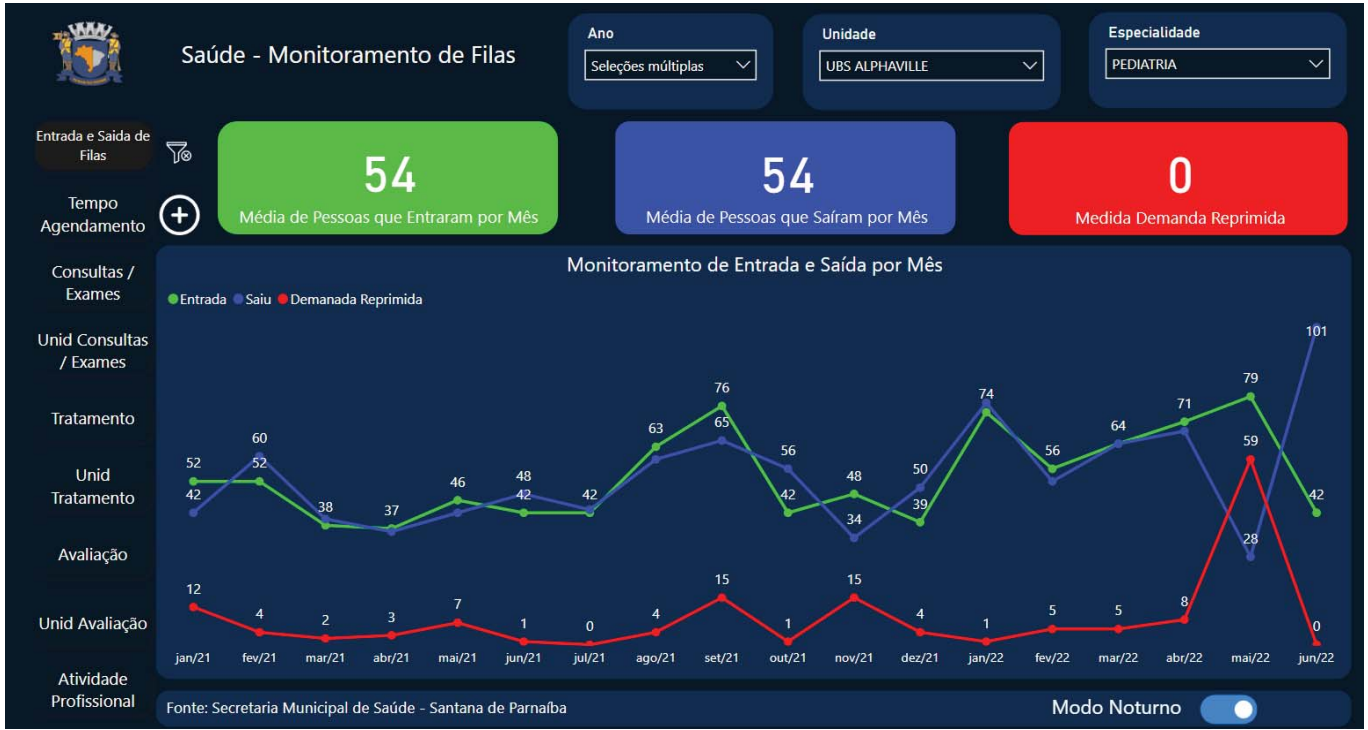 Saúde - Monitoramento de Filas
Ano
Seleções múltiplas
Unidade
UBS ALPHAVILLE
Especialidade
PEDIATRIA
Entrada e Saida de
Filas
Tempo
Agendamento
Consultas /
Exames
Unid Consultas
/ Exames
Tratamento
Unid
Tratamento
Avaliação
Unid Avaliação
Atividade
Profissional
54
Média de Pessoas que Entraram por Mês
54
Média de Pessoas que Saíram por Mês
0
Medida Demanda Reprimida
Monitoramento de Entrada e Saída por Mês
Entrada Saiu Demanada Reprimida
101
79
76
74
71
63 65 64
60 59
52 52 56 56
46 48 48 50
42 42 42 42 39 42
38 37 34 28
12 4 2 3 7 1 0 4 15 1 15 4 1 5 5 8 0
jan/21 fev/21 mar/21 abr/21 mai/21 jun/21 jul/21 ago/21 set/21 out/21 nov/21 dez/21 jan/22 fev/22 mar/22 abr/22 mai/22 jun/22
Fonte: Secretaria Municipal de Saúde - Santana de Parnaíba
Modo Noturno